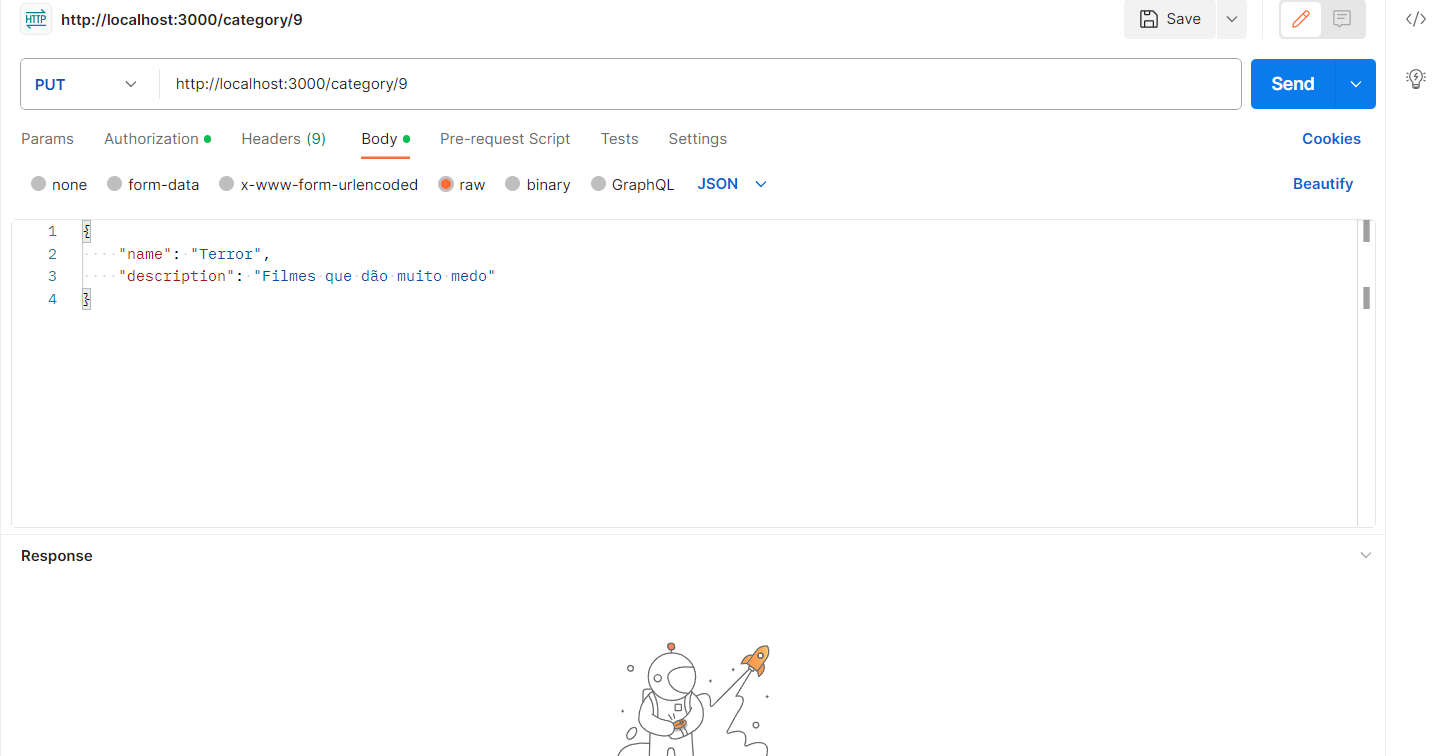 HTTP http://localhost:3000/category/9 Save
PUT http://localhost:3000/category/9 Send
Params Authorization Headers (9) Body Pre-request Script Tests Settings Cookies
none form-data x-www-form-urlencoded raw binary GraphQL JSON Beautify
1 {
2 "name": "Terror",
3 "description": "Filmes que dão muito medo"
4 }
Response